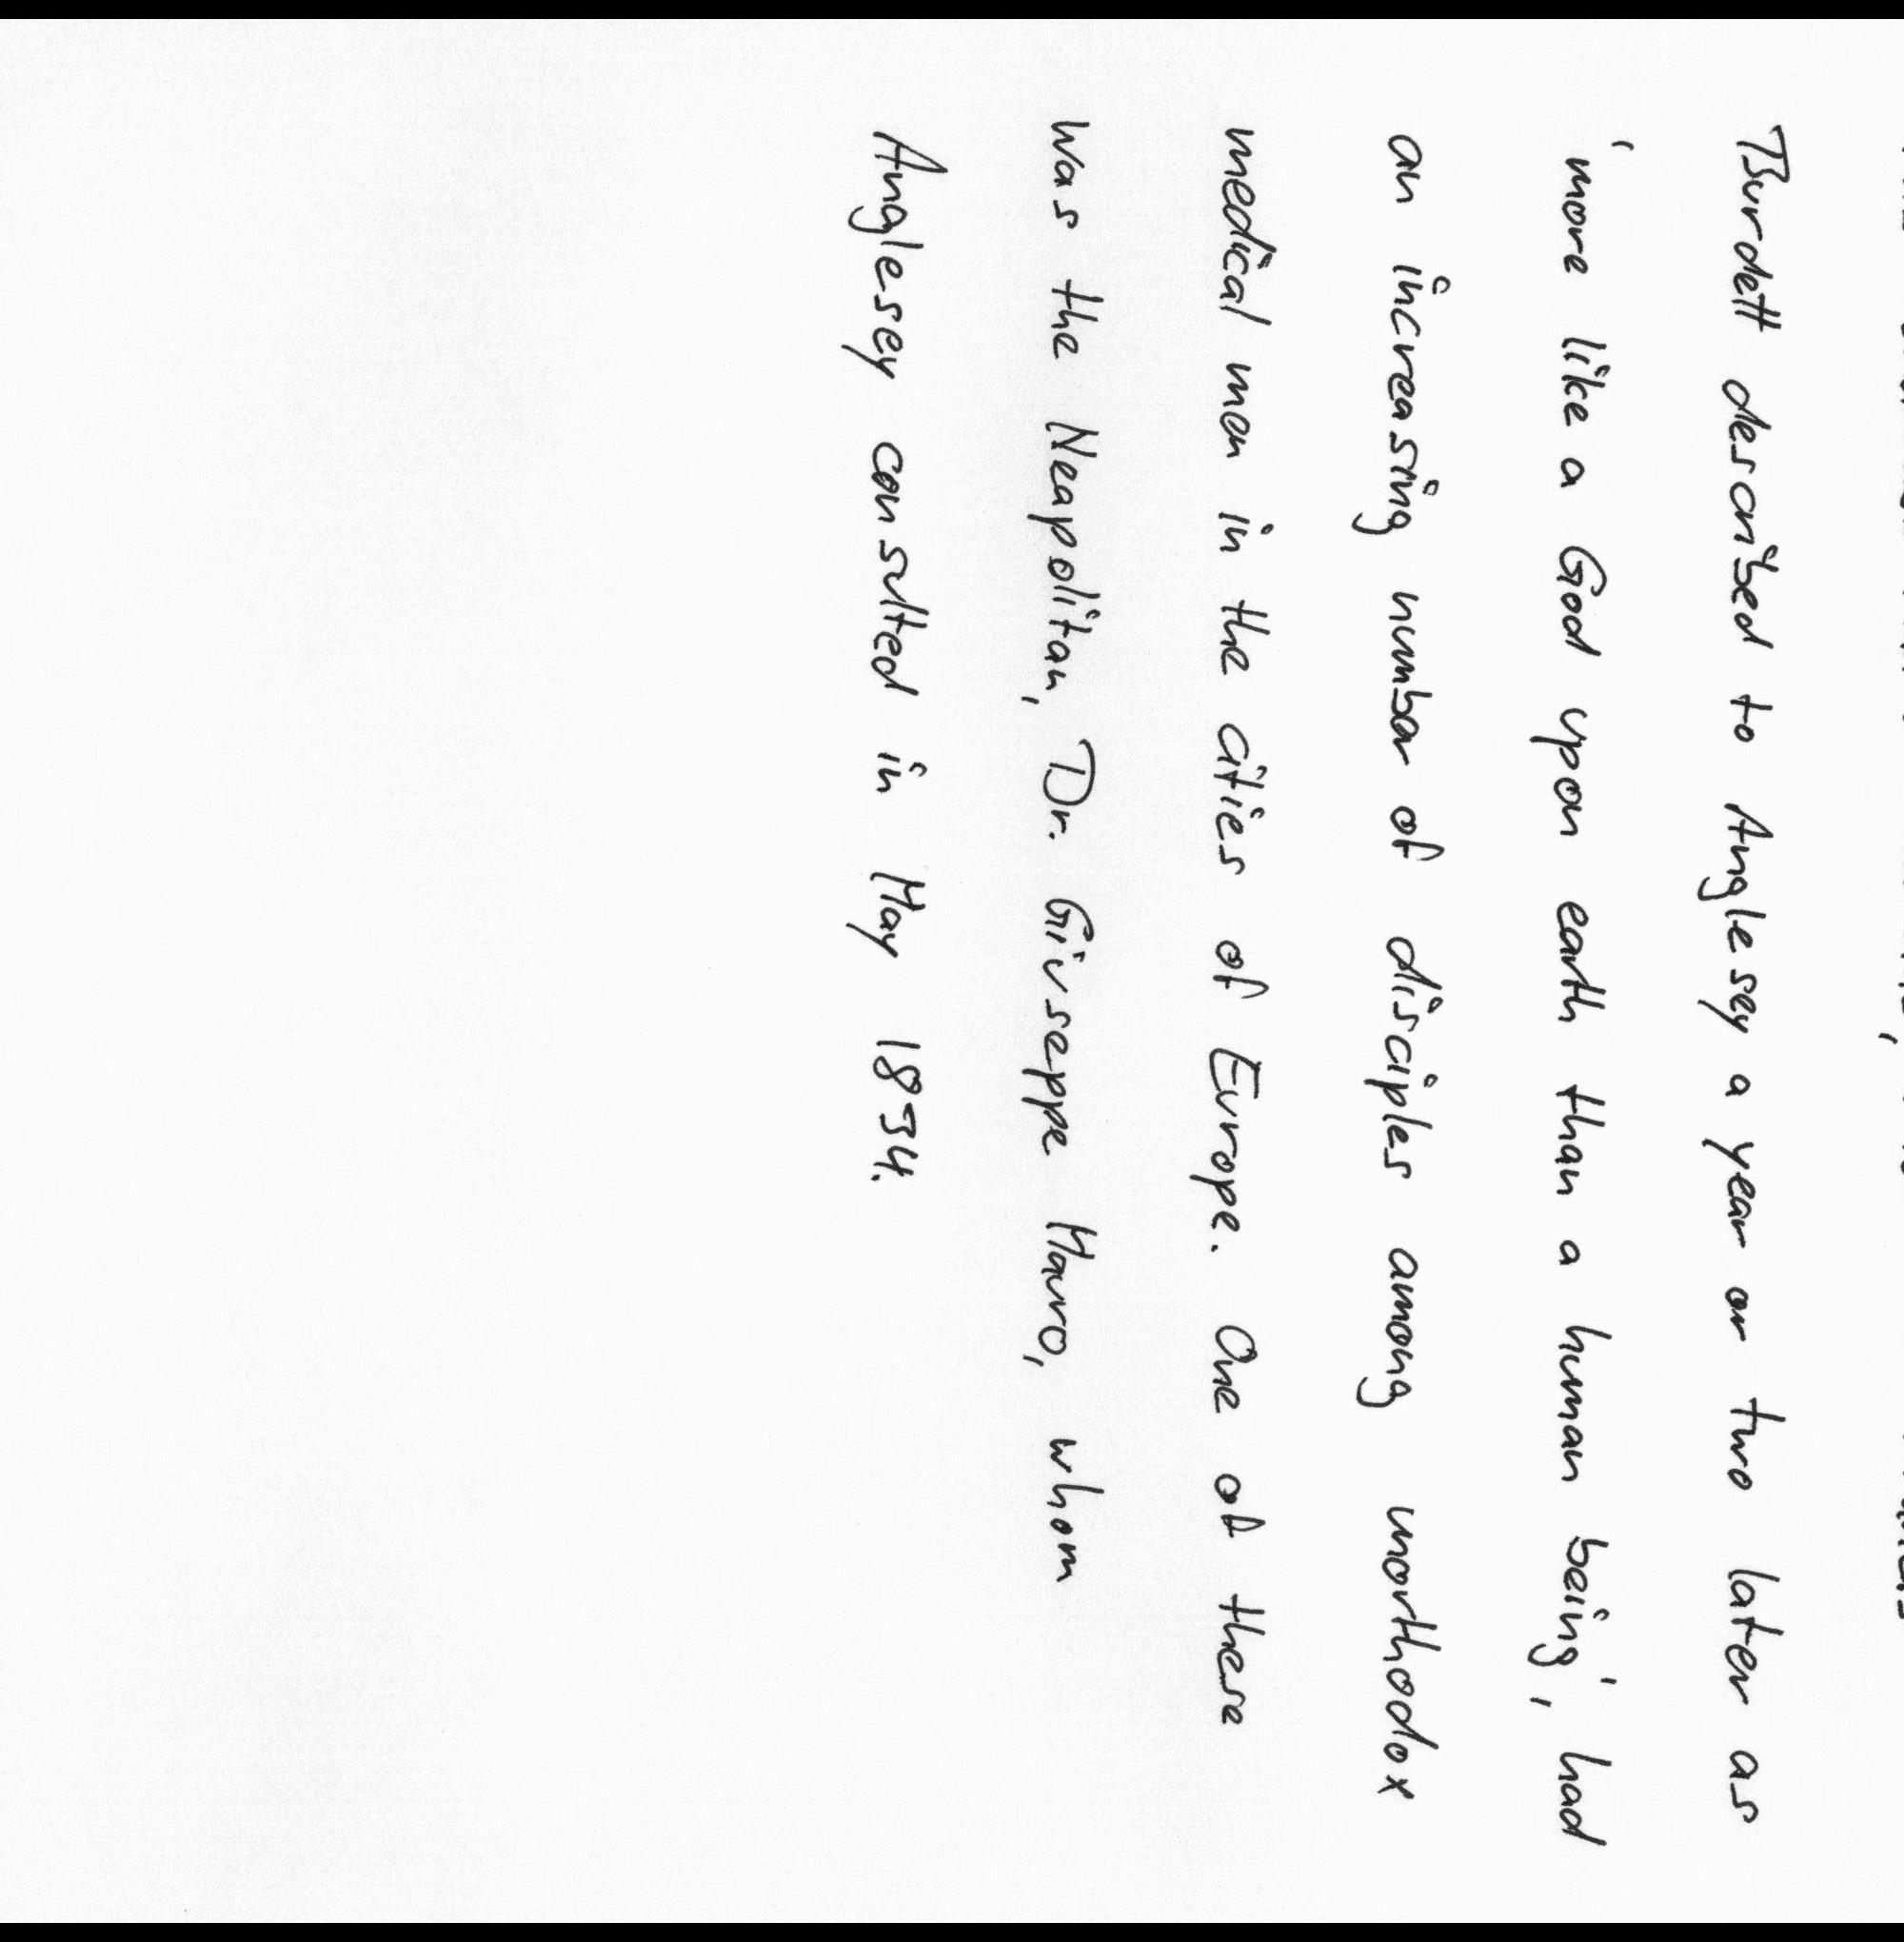 Burdett described to Anglesey a year or two later as
'more like a God upon earth than a human being', had
an increasing number of disciples among unorthodox
medical men in the cities of Europe. One of these
was the Neapolitan, Dr. Giuseppe Mauro, whom
Anglesey consulted in May 1834.